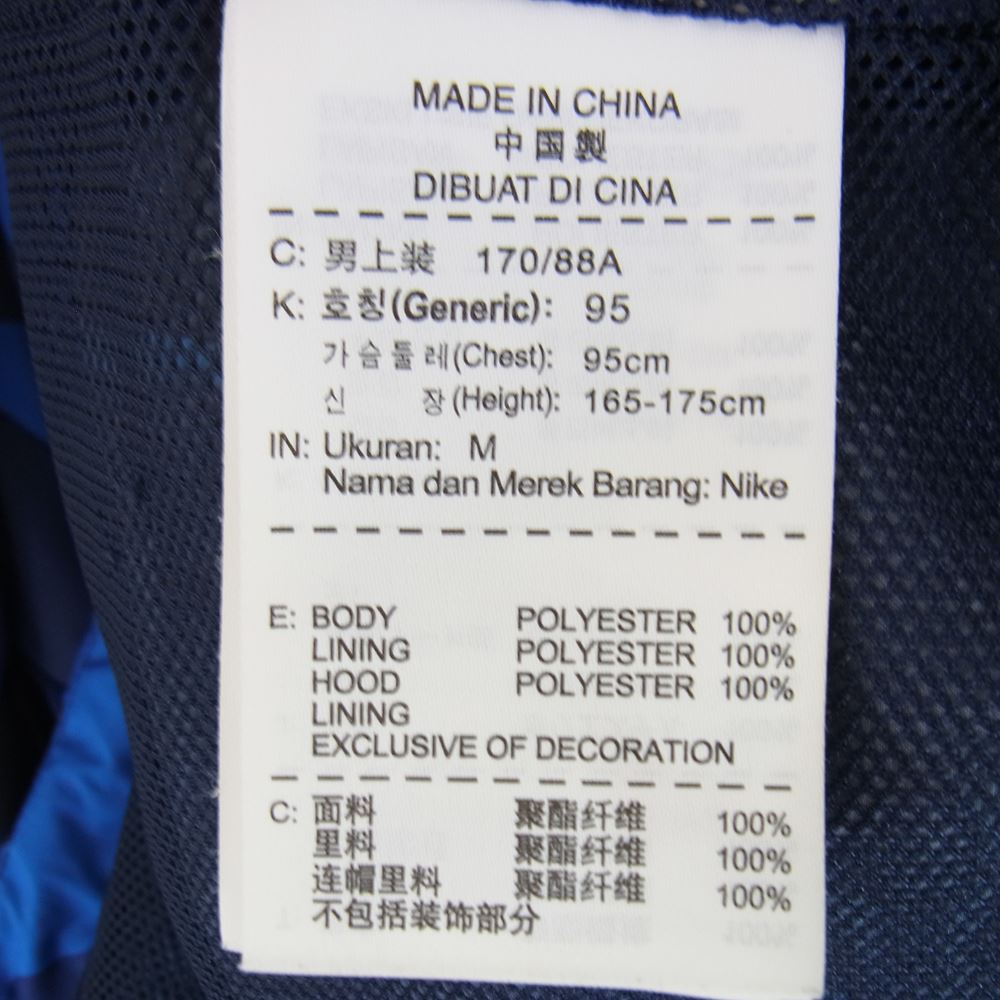 MADE IN CHINA
中国製
DIBUAT DI CINA
C: 男上装 170/88A
K: 호칭(Generic): 95
가슴둘레(Chest): 95cm
신 장(Height): 165-175cm
IN: Ukuran: M
Nama dan Merek Barang: Nike
E: BODY POLYESTER 100%
LINING POLYESTER 100%
HOOD POLYESTER 100%
LINING
EXCLUSIVE OF DECORATION
C: 面料 聚酯纤维 100%
里料 聚酯纤维 100%
连帽里料 聚酯纤维 100%
不包括装饰部分